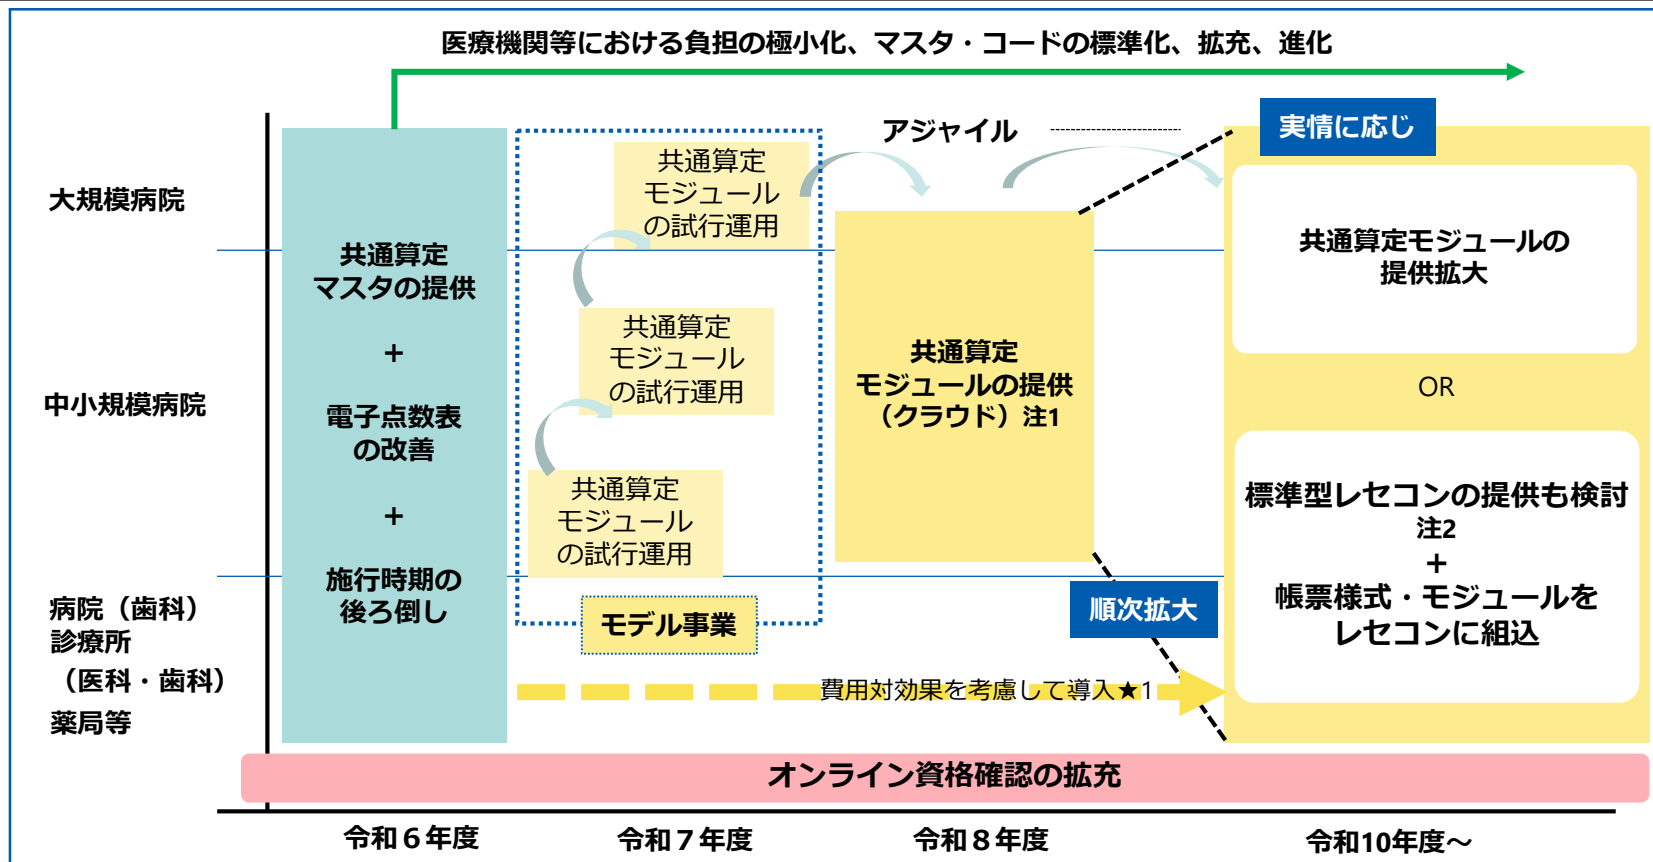 医療機関等における負担の極小化、マスタ・コードの標準化、拡充、進化
大規模病院
中小規模病院
病院（歯科）
診療所
（医科・歯科）
薬局等
共通算定
マスタの提供
+
電子点数表
の改善
+
施行時期の
後ろ倒し
共通算定
モジュール
の試行運用
共通算定
モジュール
の試行運用
共通算定
モジュール
の試行運用
モデル事業
アジャイル
共通算定
モジュールの提供
（クラウド）注1
順次拡大
費用対効果を考慮して導入★1
実情に応じ
共通算定モジュールの
提供拡大
OR
標準型レセコンの提供も検討
注2
+
帳票様式・モジュールを
レセコンに組込
オンライン資格確認の拡充
令和６年度
令和７年度
令和８年度
令和10年度～